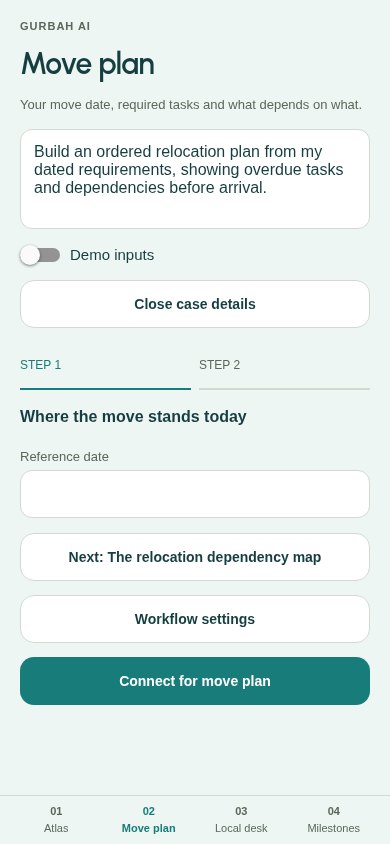 GURBAH AI
Move plan
Your move date, required tasks and what depends on what.
Build an ordered relocation plan from my
dated requirements, showing overdue tasks
and dependencies before arrival.
Demo inputs
Close case details
STEP 1
STEP 2
Where the move stands today
Reference date
Next: The relocation dependency map
Workflow settings
Connect for move plan
01
Atlas
02
Move plan
03
Local desk
04
Milestones